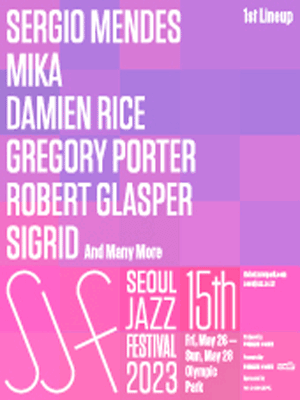 1st Lineup
SERGIO MENDES
MIKA
DAMIEN RICE
GREGORY PORTER
ROBERT GLASPER
SIGRID And Many More
sjf
SEOUL
JAZZ
FESTIVAL
2023
15th
Fri, May 26 –
Sun, May 28
Olympic
Park